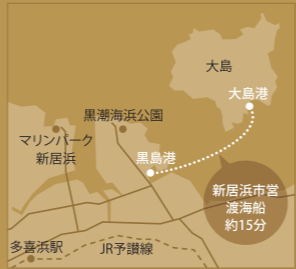 大島
大島港
黒潮海浜公園
マリンパーク
新居浜
黒島港
新居浜市営
渡海船
約15分
多喜浜駅
JR予讃線